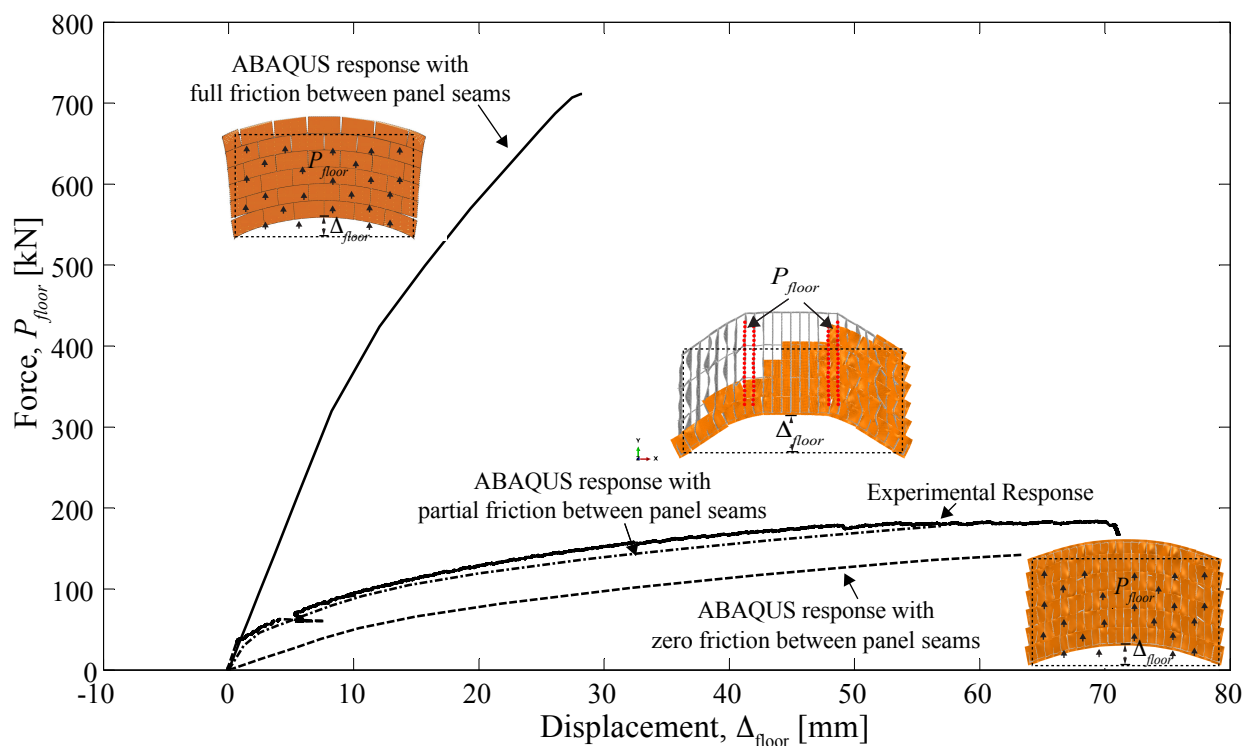 800
700
600
500
400
300
200
100
0
Force, P_floor [kN]
ABAQUS response with
full friction between panel seams
P_floor
Δ_floor
P_floor
Δ_floor
Y
Z
X
ABAQUS response with
partial friction between panel seams
Experimental Response
ABAQUS response with
zero friction between panel seams
P_floor
Δ_floor
-10
0
10
20
30
40
50
60
70
80
Displacement, Δ_floor [mm]